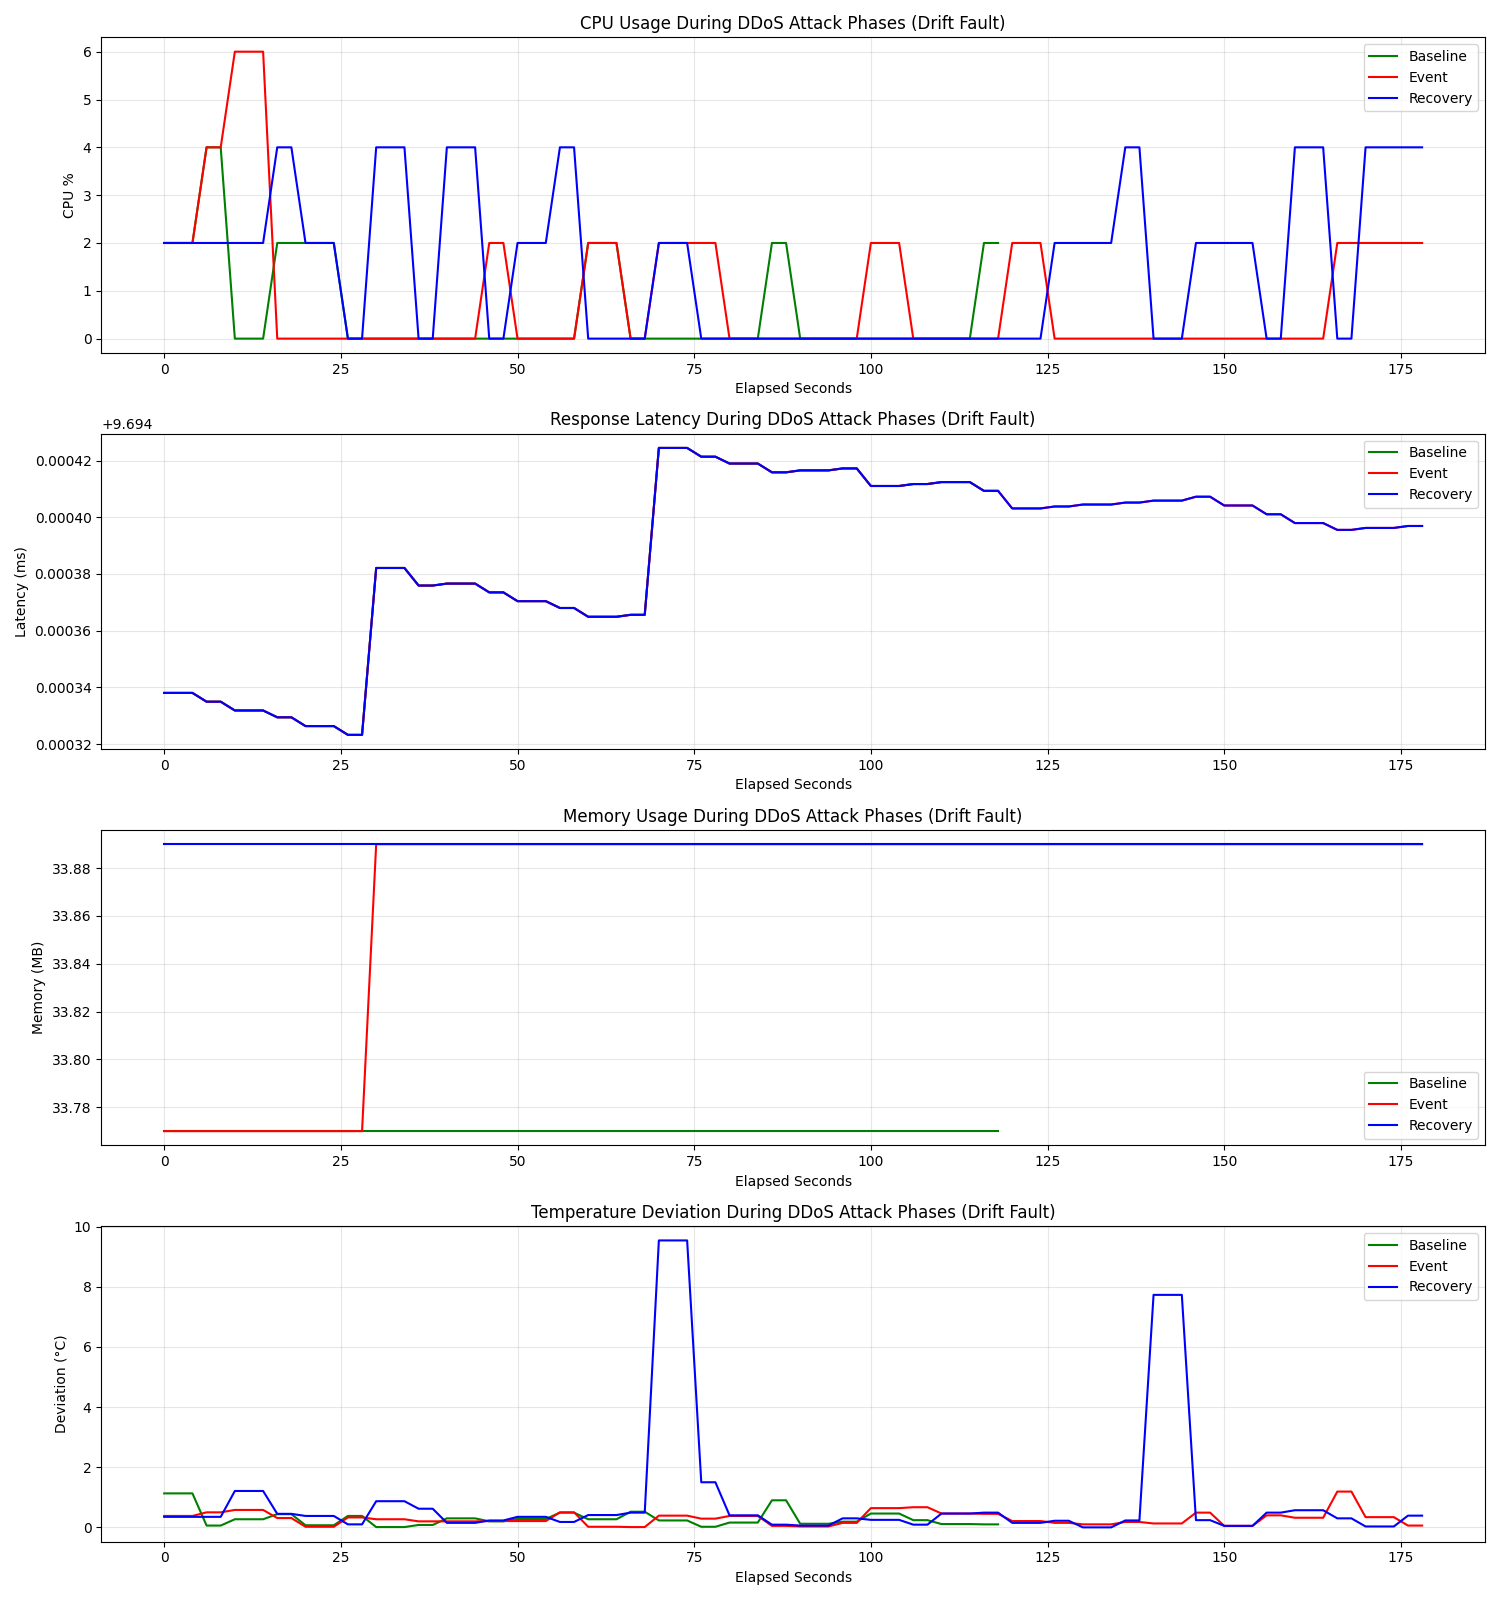 CPU Usage During DDoS Attack Phases (Drift Fault)
CPU %
6
5
4
3
2
1
0
Baseline
Event
Recovery
0 25 50 75 100 125 150 175
Elapsed Seconds
Response Latency During DDoS Attack Phases (Drift Fault)
+9.694
Latency (ms)
0.00042
0.00040
0.00038
0.00036
0.00034
0.00032
Baseline
Event
Recovery
0 25 50 75 100 125 150 175
Elapsed Seconds
Memory Usage During DDoS Attack Phases (Drift Fault)
Memory (MB)
33.88
33.86
33.84
33.82
33.80
33.78
Baseline
Event
Recovery
0 25 50 75 100 125 150 175
Elapsed Seconds
Temperature Deviation During DDoS Attack Phases (Drift Fault)
Deviation (°C)
10
8
6
4
2
0
Baseline
Event
Recovery
0 25 50 75 100 125 150 175
Elapsed Seconds